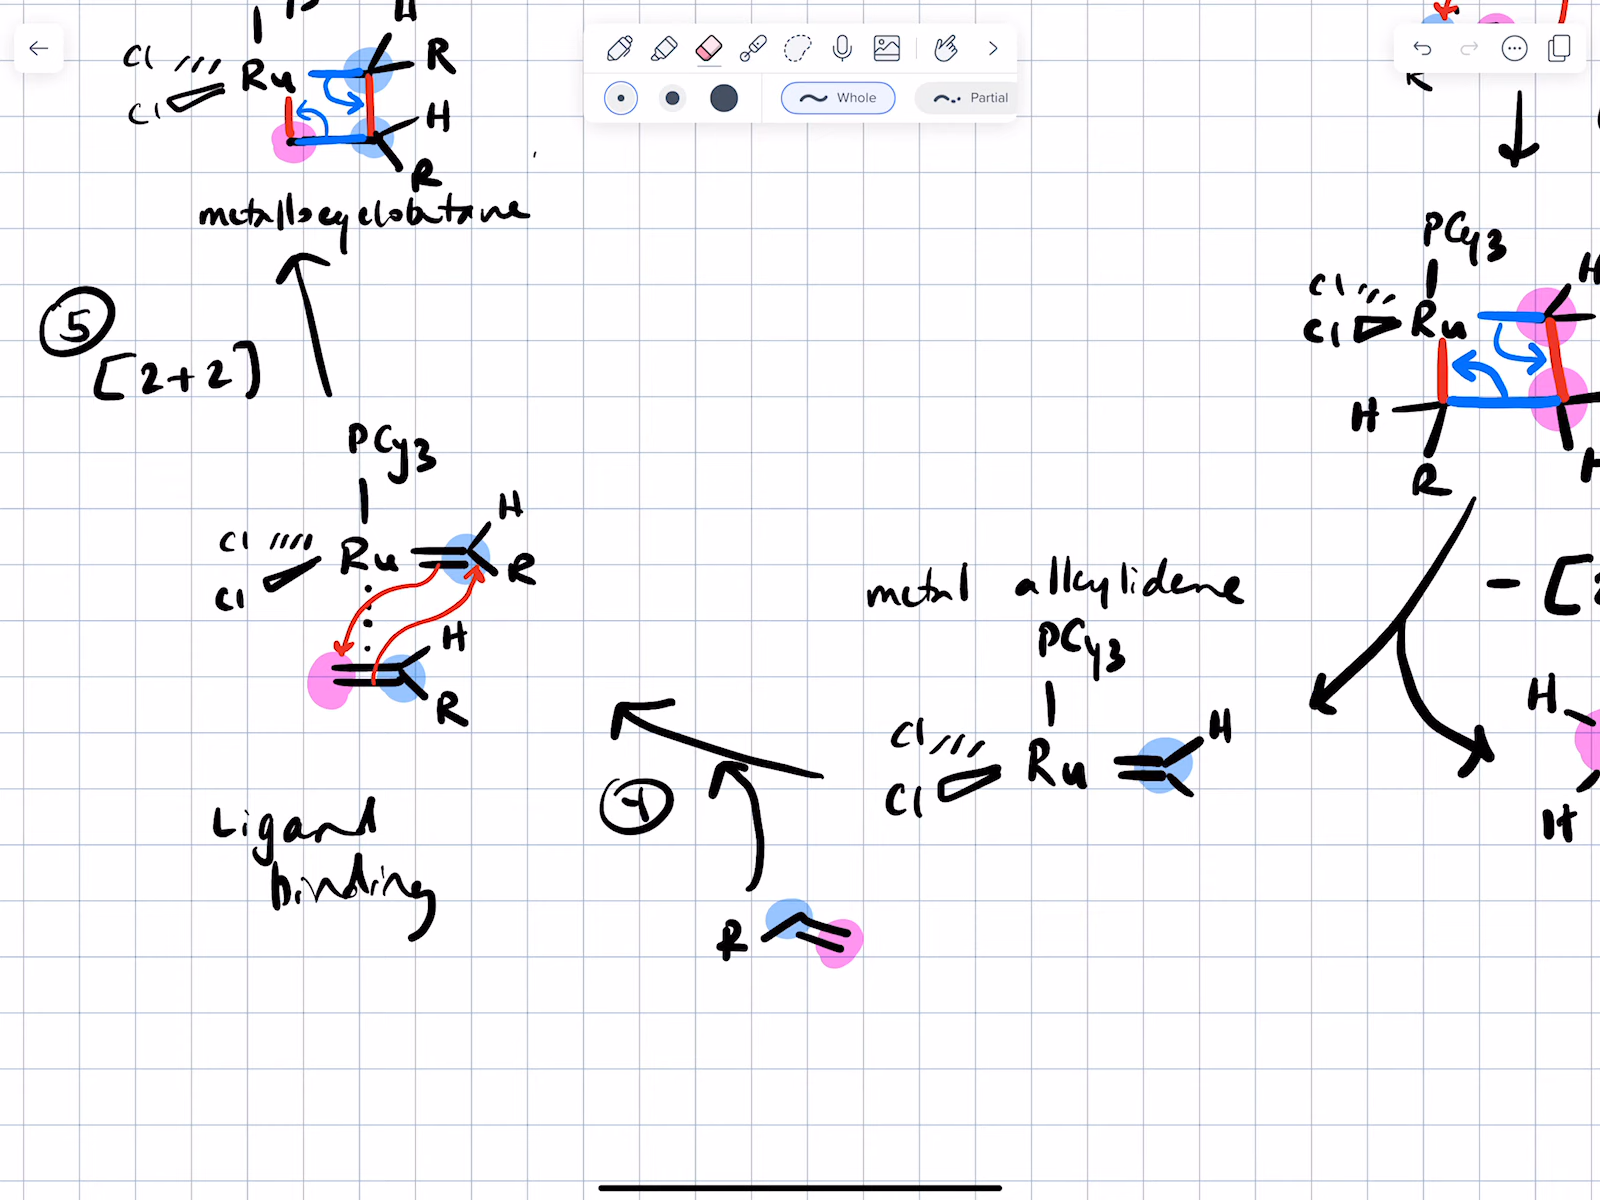 H
Cl
Ru
R
Cl
H
R
metallocyclobutane
5
[2+2]
PCy3
Cl
Ru
H
R
Cl
H
R
Ligand
binding
4
R
metal alkylidene
PCy3
Cl
Ru
H
Cl
R
PCy3
Cl
H
Cl
Ru
H
R
H
- [2
H
H
Whole
Partial